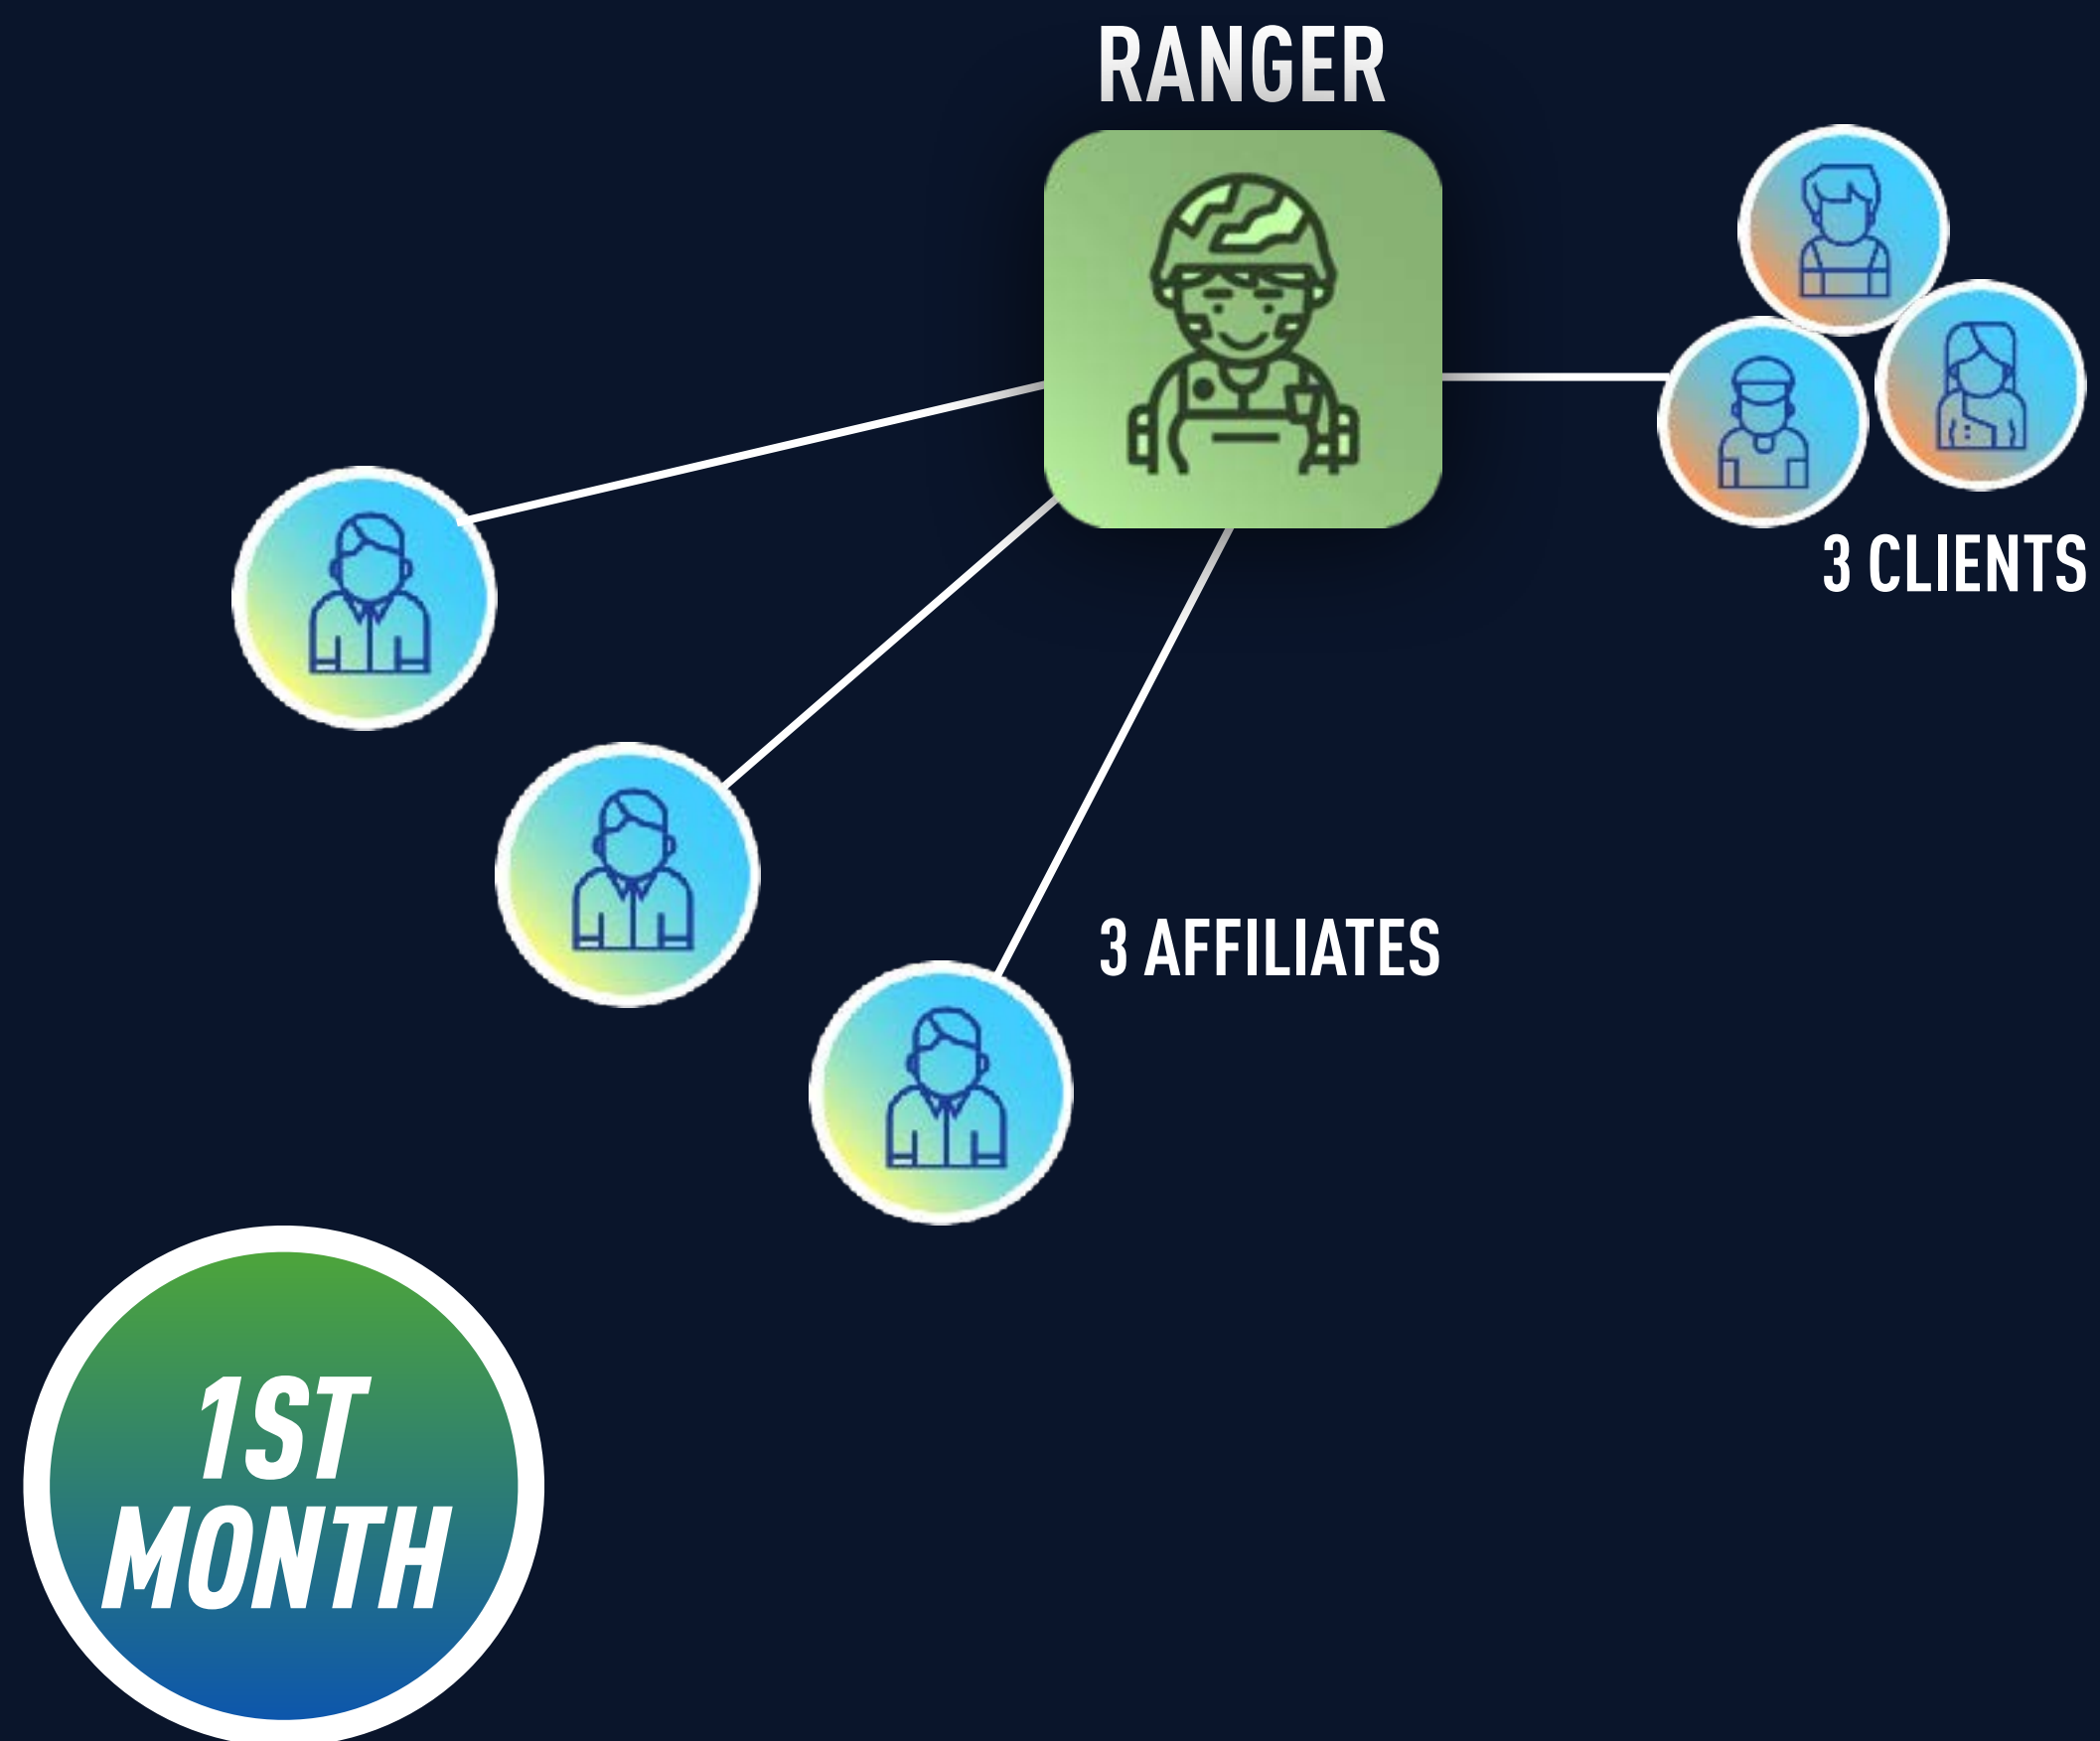 RANGER
3 CLIENTS
3 AFFILIATES
1ST
MONTH